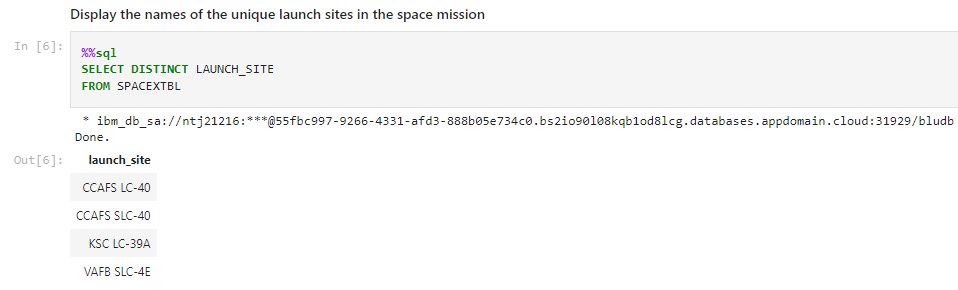 Display the names of the unique launch sites in the space mission
In [6]:
%%sql
SELECT DISTINCT LAUNCH_SITE
FROM SPACEXTBL
* ibm_db_sa://ntj21216:***@55fbc997-9266-4331-afd3-888b05e734c0.bs2io90l08kqb1od8lcg.databases.appdomain.cloud:31929/bludb
Done.
Out[6]:
launch_site
CCAFS LC-40
CCAFS SLC-40
KSC LC-39A
VAFB SLC-4E